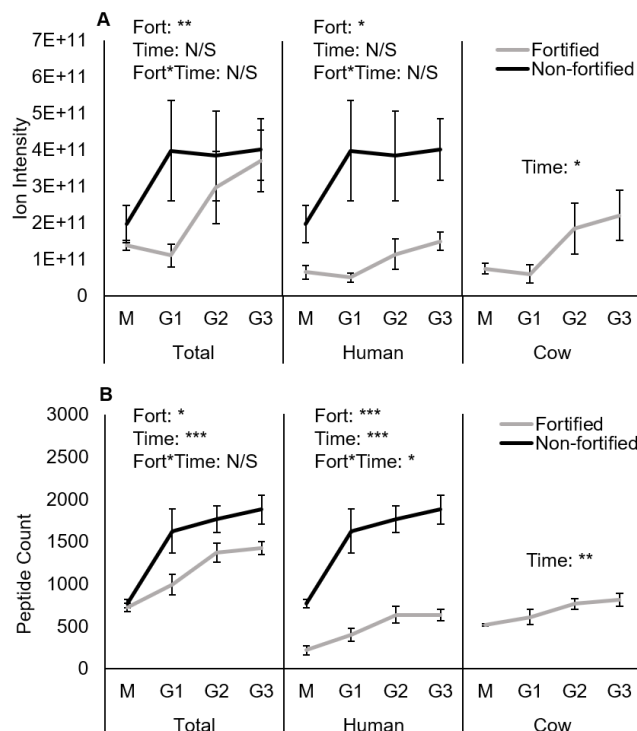 A
Fort: **
Time: N/S
Fort*Time: N/S
Fort: *
Time: N/S
Fort*Time: N/S
Fortified
Non-fortified
Time: *
Ion Intensity
7E+11
6E+11
5E+11
4E+11
3E+11
2E+11
1E+11
0
M G1 G2 G3 M G1 G2 G3 M G1 G2 G3
Total Human Cow
B
Fort: *
Time: ***
Fort*Time: N/S
Fort: ***
Time: ***
Fort*Time: *
Fortified
Non-fortified
Time: **
Peptide Count
3000
2500
2000
1500
1000
500
0
M G1 G2 G3 M G1 G2 G3 M G1 G2 G3
Total Human Cow